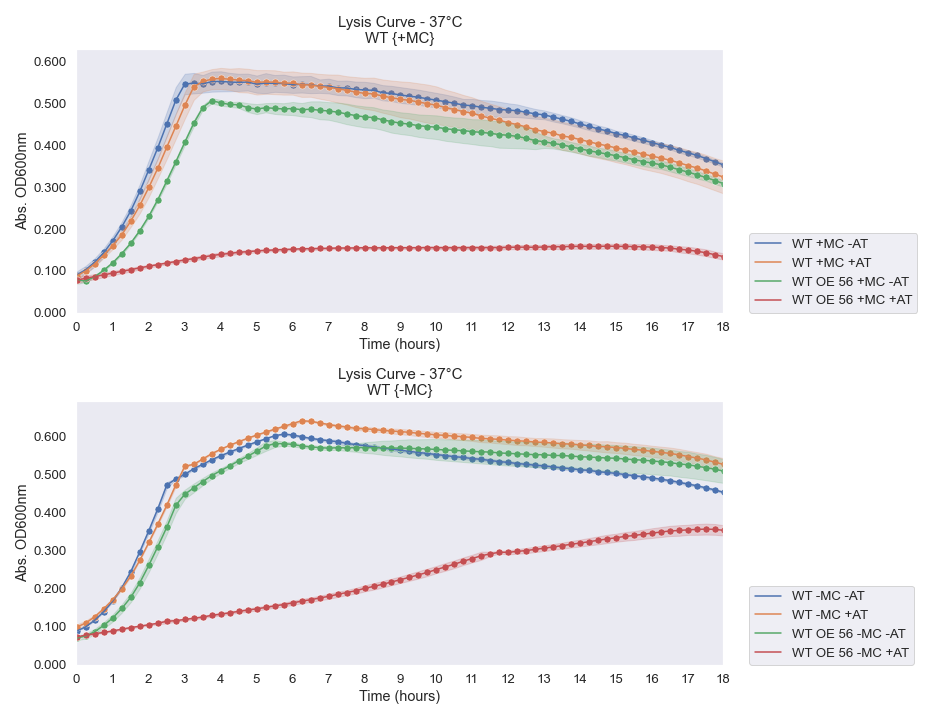 Lysis Curve - 37°C
WT {+MC}
0.600
0.500
0.400
0.300
0.200
0.100
0.000
Abs. OD600nm
0 1 2 3 4 5 6 7 8 9 10 11 12 13 14 15 16 17 18
Time (hours)
WT +MC -AT
WT +MC +AT
WT OE 56 +MC -AT
WT OE 56 +MC +AT
Lysis Curve - 37°C
WT {-MC}
0.600
0.500
0.400
0.300
0.200
0.100
0.000
Abs. OD600nm
0 1 2 3 4 5 6 7 8 9 10 11 12 13 14 15 16 17 18
Time (hours)
WT -MC -AT
WT -MC +AT
WT OE 56 -MC -AT
WT OE 56 -MC +AT